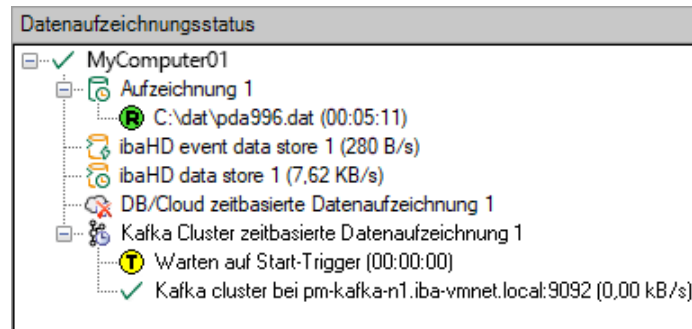 Datenaufzeichnungsstatus
MyComputer01
Aufzeichnung 1
R C:\dat\pda996.dat (00:05:11)
ibaHD event data store 1 (280 B/s)
ibaHD data store 1 (7,62 KB/s)
DB/Cloud zeitbasierte Datenaufzeichnung 1
Kafka Cluster zeitbasierte Datenaufzeichnung 1
T Warten auf Start-Trigger (00:00:00)
Kafka cluster bei pm-kafka-n1.iba-vmnet.local:9092 (0,00 kB/s)